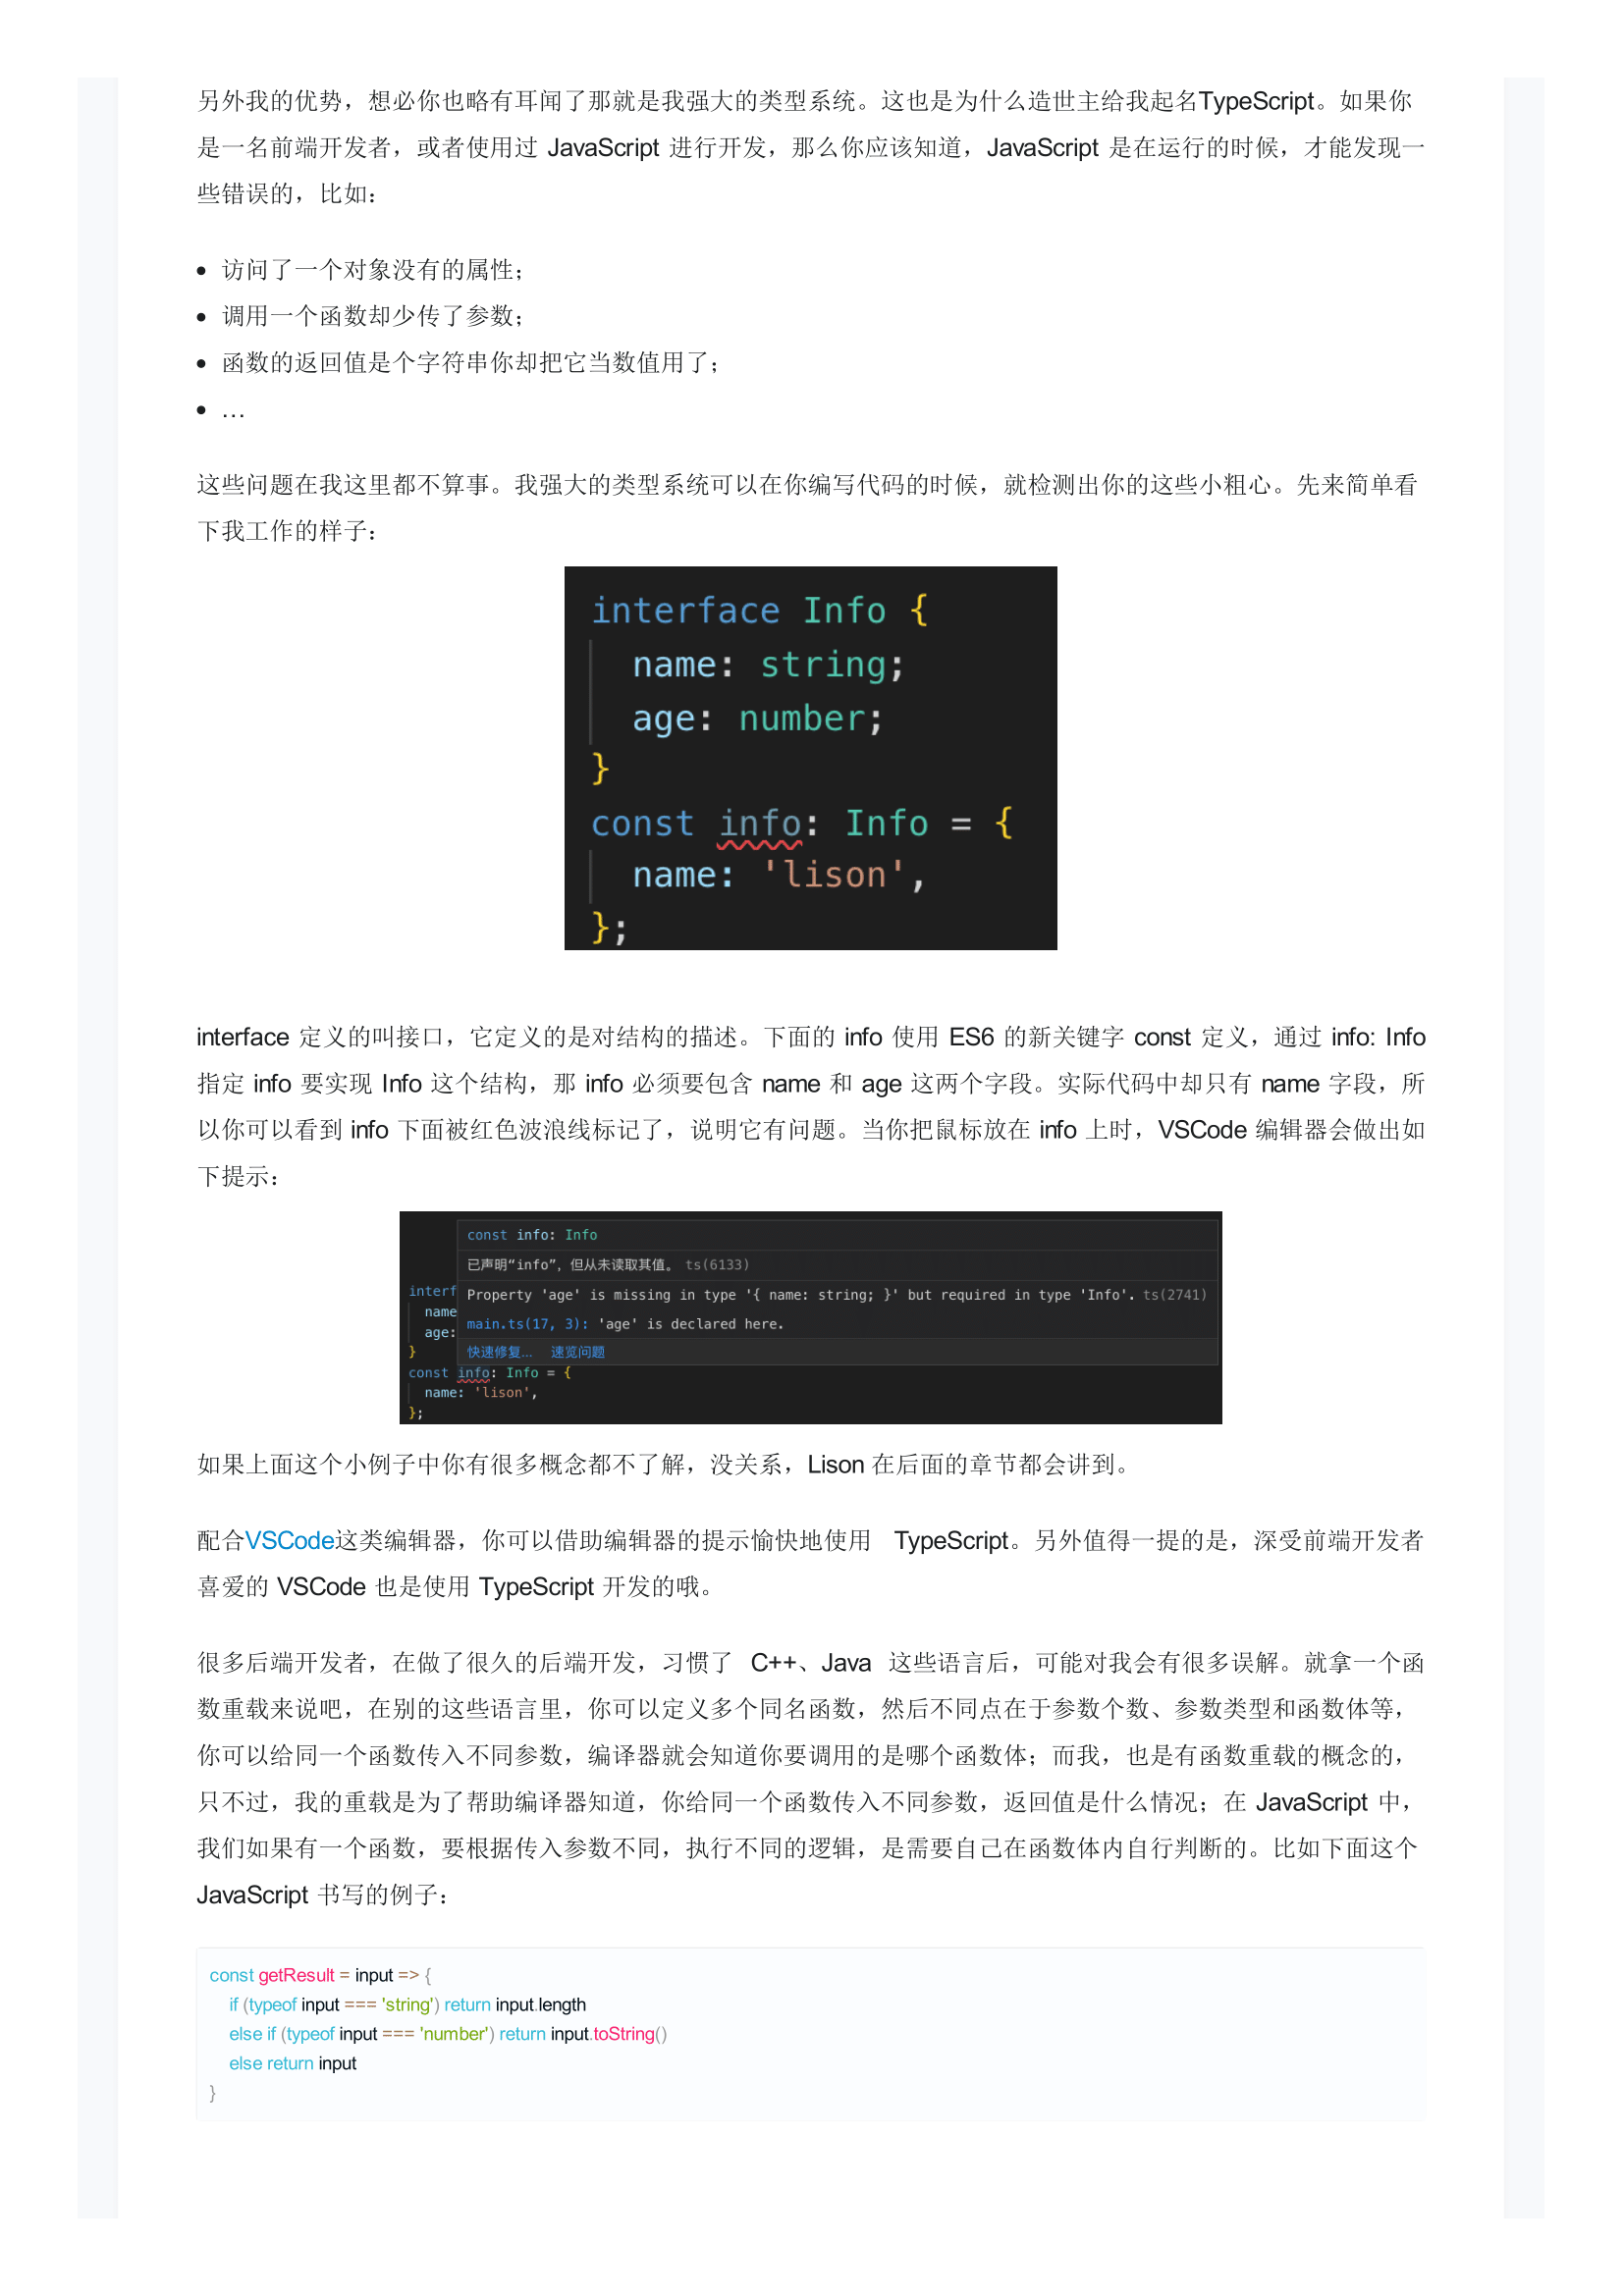 另外我的优势，想必你也略有耳闻了那就是我强大的类型系统。这也是为什么造世主给我起名TypeScript。如果你
是一名前端开发者，或者使用过 JavaScript 进行开发，那么你应该知道，JavaScript 是在运行的时候，才能发现一
些错误的，比如：
• 访问了一个对象没有的属性；
• 调用一个函数却少传了参数；
• 函数的返回值是个字符串你却把它当数值用了；
• …
这些问题在我这里都不算事。我强大的类型系统可以在你编写代码的时候，就检测出你的这些小粗心。先来简单看
下我工作的样子：
interface Info {
name: string;
age: number;
}
const info: Info = {
name: 'lison',
};
interface 定义的叫接口，它定义的是对结构的描述。下面的 info 使用 ES6 的新关键字 const 定义，通过 info: Info
指定 info 要实现 Info 这个结构，那 info 必须要包含 name 和 age 这两个字段。实际代码中却只有 name 字段，所
以你可以看到 info 下面被红色波浪线标记了，说明它有问题。当你把鼠标放在 info 上时，VSCode 编辑器会做出如
下提示：
const info: Info
已声明“info”，但从未读取其值。 ts(6133)
Property 'age' is missing in type '{ name: string; }' but required in type 'Info'. ts(2741)
main.ts(17, 3): 'age' is declared here.
快速修复... 速览问题
interf
name
age:
}
const info: Info = {
name: 'lison',
};
如果上面这个小例子中你有很多概念都不了解，没关系，Lison 在后面的章节都会讲到。
配合VSCode这类编辑器，你可以借助编辑器的提示愉快地使用 TypeScript。另外值得一提的是，深受前端开发者
喜爱的 VSCode 也是使用 TypeScript 开发的哦。
很多后端开发者，在做了很久的后端开发，习惯了 C++、Java 这些语言后，可能对我会有很多误解。就拿一个函
数重载来说吧，在别的这些语言里，你可以定义多个同名函数，然后不同点在于参数个数、参数类型和函数体等，
你可以给同一个函数传入不同参数，编译器就会知道你要调用的是哪个函数体；而我，也是有函数重载的概念的，
只不过，我的重载是为了帮助编译器知道，你给同一个函数传入不同参数，返回值是什么情况；在 JavaScript 中，
我们如果有一个函数，要根据传入参数不同，执行不同的逻辑，是需要自己在函数体内自行判断的。比如下面这个
JavaScript 书写的例子：
const getResult = input => {
if (typeof input === 'string') return input.length
else if (typeof input === 'number') return input.toString()
else return input
}